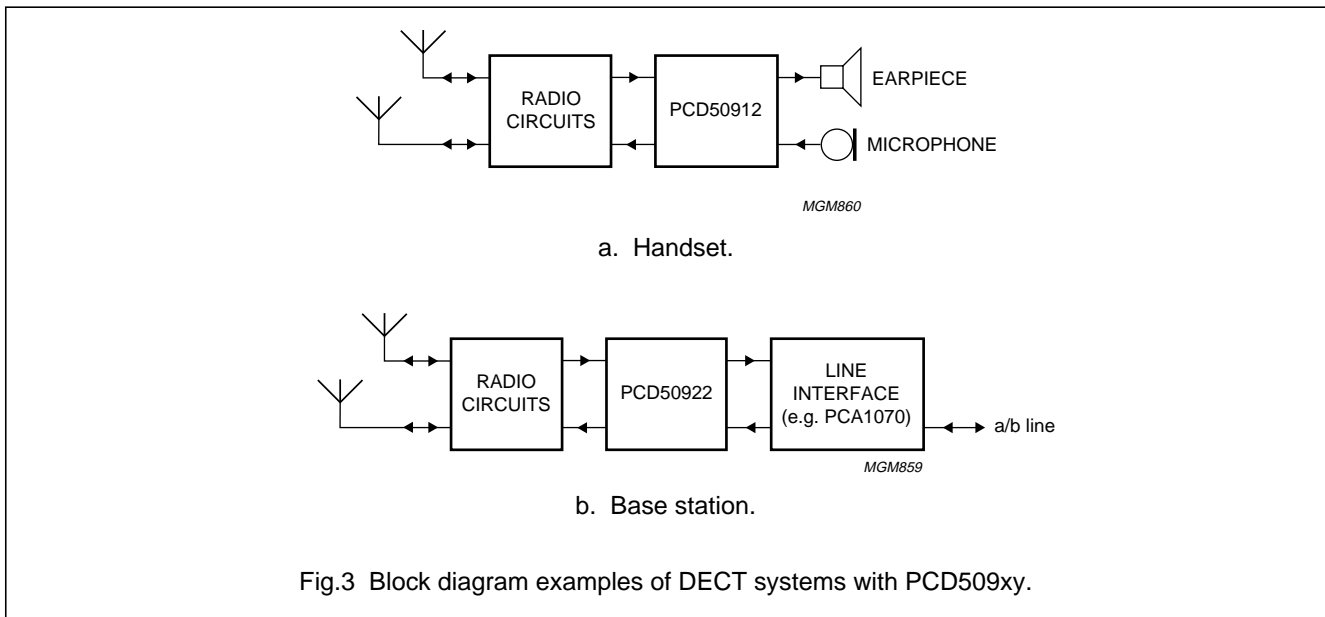 RADIO
CIRCUITS
PCD50912
EARPIECE
MICROPHONE
MGM860
a. Handset.
RADIO
CIRCUITS
PCD50922
LINE
INTERFACE
(e.g. PCA1070)
a/b line
MGM859
b. Base station.
Fig.3 Block diagram examples of DECT systems with PCD509xy.